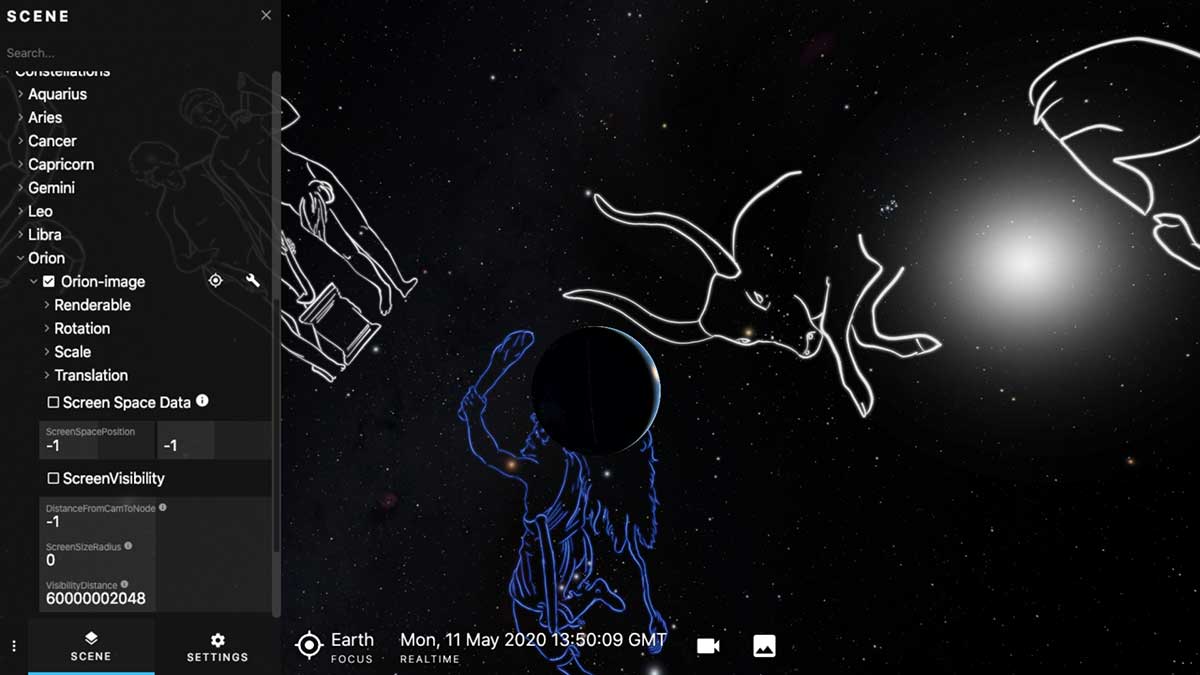 SCENE
Search...
Constellations
Aquarius
Aries
Cancer
Capricorn
Gemini
Leo
Libra
Orion
Orion-image
Renderable
Rotation
Scale
Translation
Screen Space Data
ScreenSpacePosition
-1 -1
ScreenVisibility
DistanceFromCamToNode
-1
ScreenSizeRadius
0
VisibilityDistance
60000002048
SCENE SETTINGS
Earth Mon, 11 May 2020 13:50:09 GMT
FOCUS REALTIME